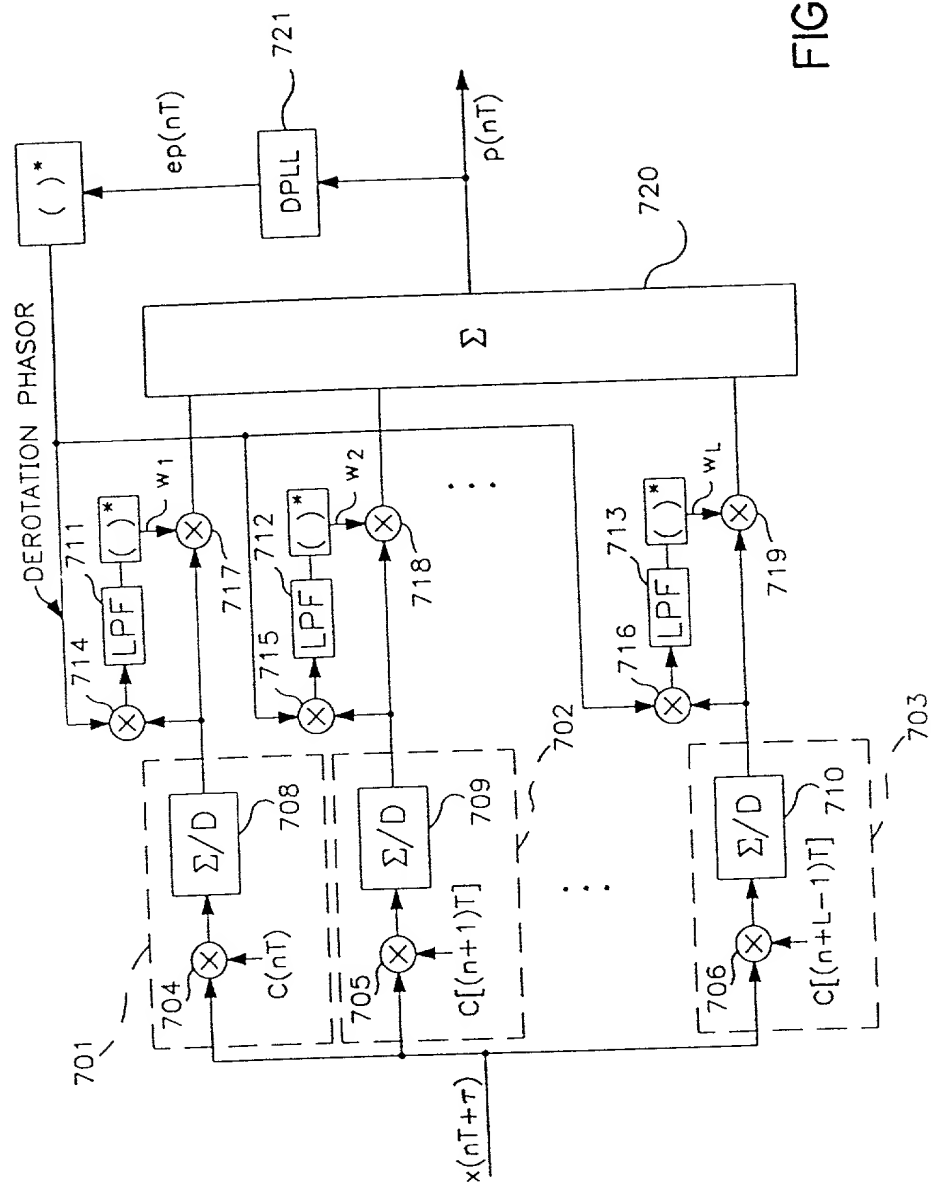 ( )*
ep(nT)
721
DPLL
p(nT)
FIG
DEROTATION PHASOR
Σ
720
714
711
LPF
( )*
w1
717
715
712
LPF
( )*
w2
718
. . .
716
713
LPF
( )*
wL
719
701
704
C(nT)
Σ/D
708
705
C[(n+1)T]
Σ/D
709
702
. . .
706
C[(n+L-1)T]
Σ/D
710
703
x(nT+τ)